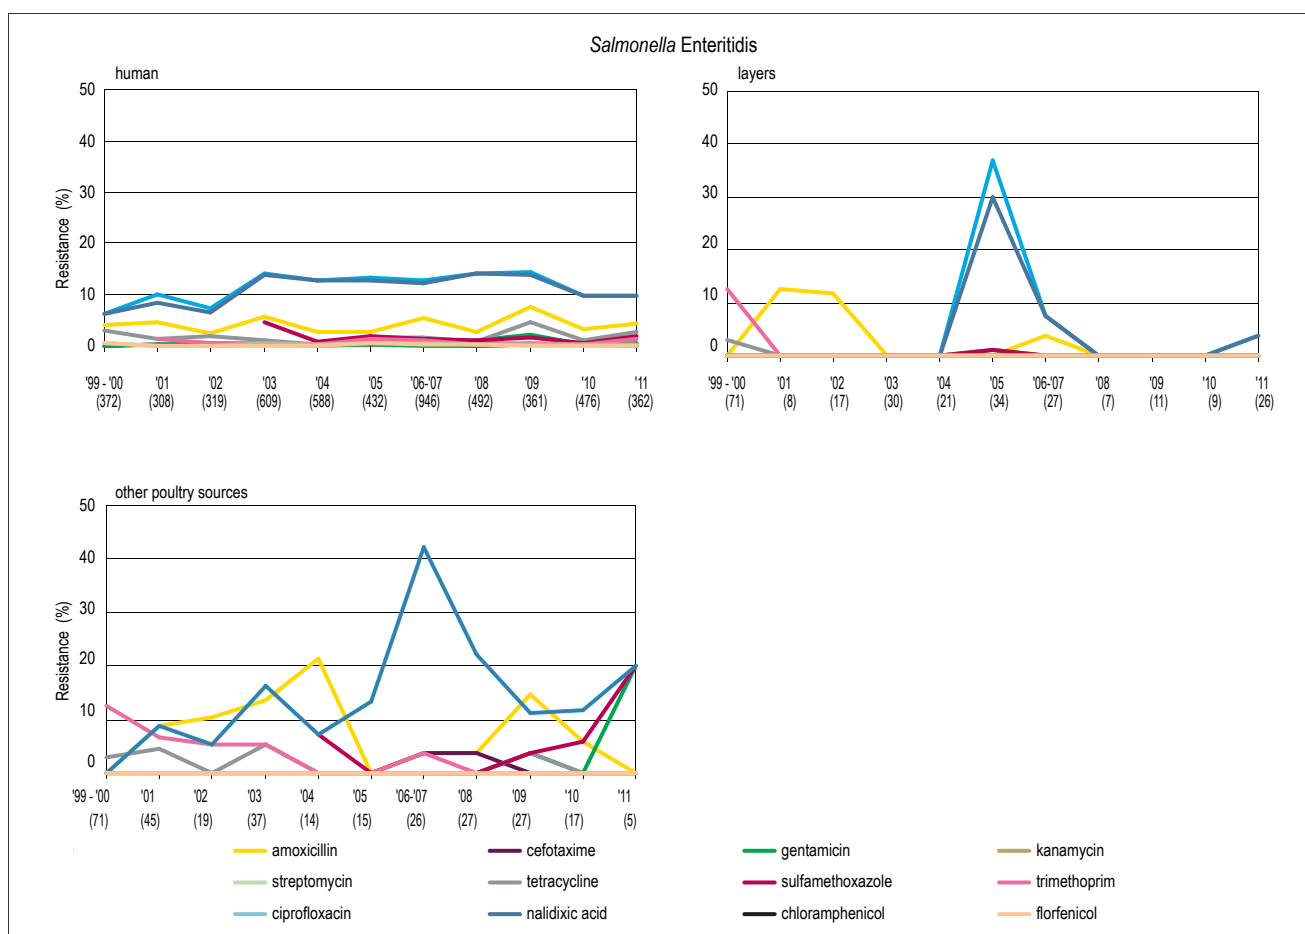 Salmonella Enteritidis
human
50
40
30
20
10
0
Resistance (%)
'99 - '00 '01 '02 '03 '04 '05 '06-'07 '08 '09 '10 '11
(372) (308) (319) (609) (588) (432) (946) (492) (361) (476) (362)
layers
50
40
30
20
10
0
'99 - '00 '01 '02 '03 '04 '05 '06-'07 '08 '09 '10 '11
(71) (8) (17) (30) (21) (34) (27) (7) (11) (9) (26)
other poultry sources
50
40
30
20
10
0
Resistance (%)
'99 - '00 '01 '02 '03 '04 '05 '06-'07 '08 '09 '10 '11
(71) (45) (19) (37) (14) (15) (26) (27) (27) (17) (5)
amoxicillin cefotaxime gentamicin kanamycin
streptomycin tetracycline sulfamethoxazole trimethoprim
ciprofloxacin nalidixic acid chloramphenicol florfenicol